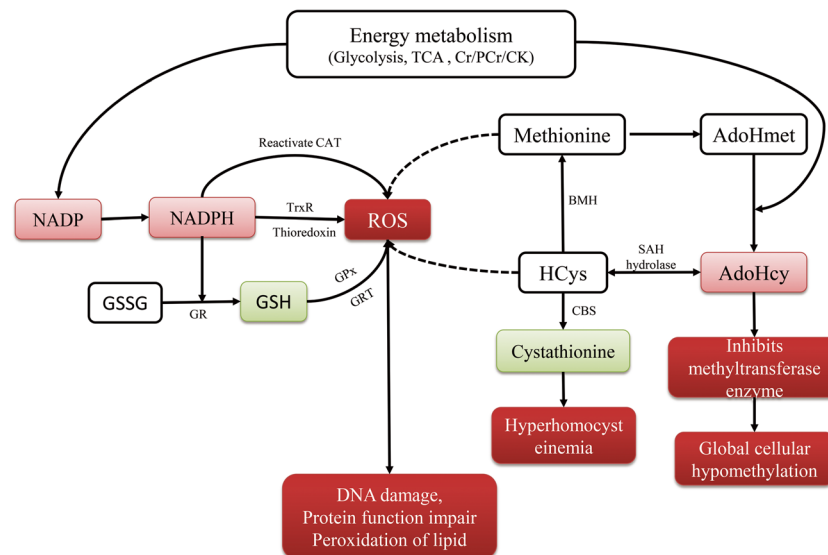 Energy metabolism
(Glycolysis, TCA , Cr/PCr/CK)
Reactivate CAT
Methionine
AdoHmet
NADP
NADPH
TrxR
Thioredoxin
ROS
BMH
GSSG
GR
GSH
GPx
GRT
HCys
SAH
hydrolase
AdoHcy
CBS
Cystathionine
Inhibits
methyltransferase
enzyme
Hyperhomocyst
einemia
Global cellular
hypomethylation
DNA damage,
Protein function impair
Peroxidation of lipid